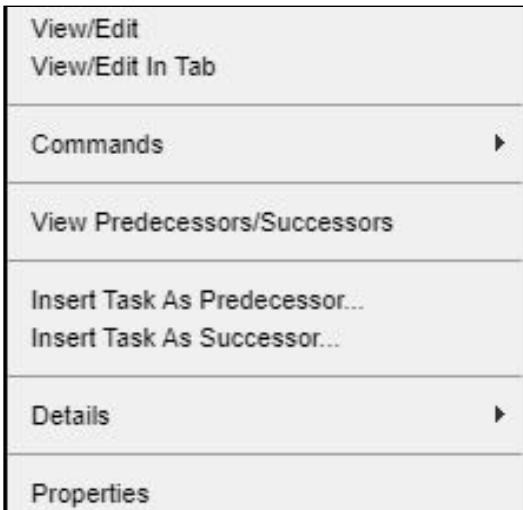 View/Edit
View/Edit In Tab
Commands
View Predecessors/Successors
Insert Task As Predecessor...
Insert Task As Successor...
Details
Properties